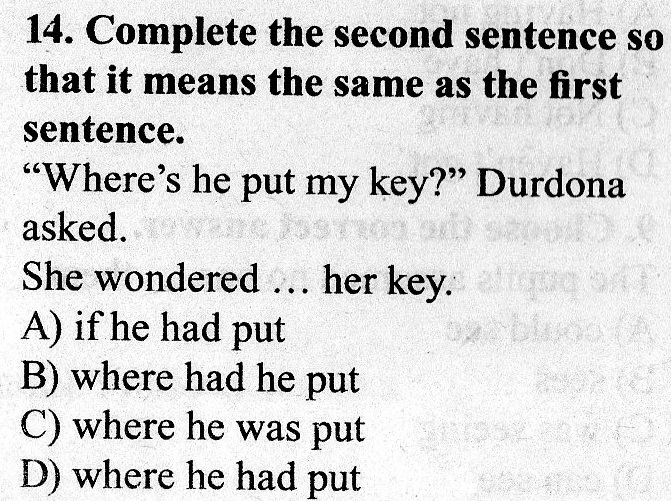 14. Complete the second sentence so
that it means the same as the first
sentence.
“Where’s he put my key?” Durdona
asked.
She wondered … her key.
A) if he had put
B) where had he put
C) where he was put
D) where he had put